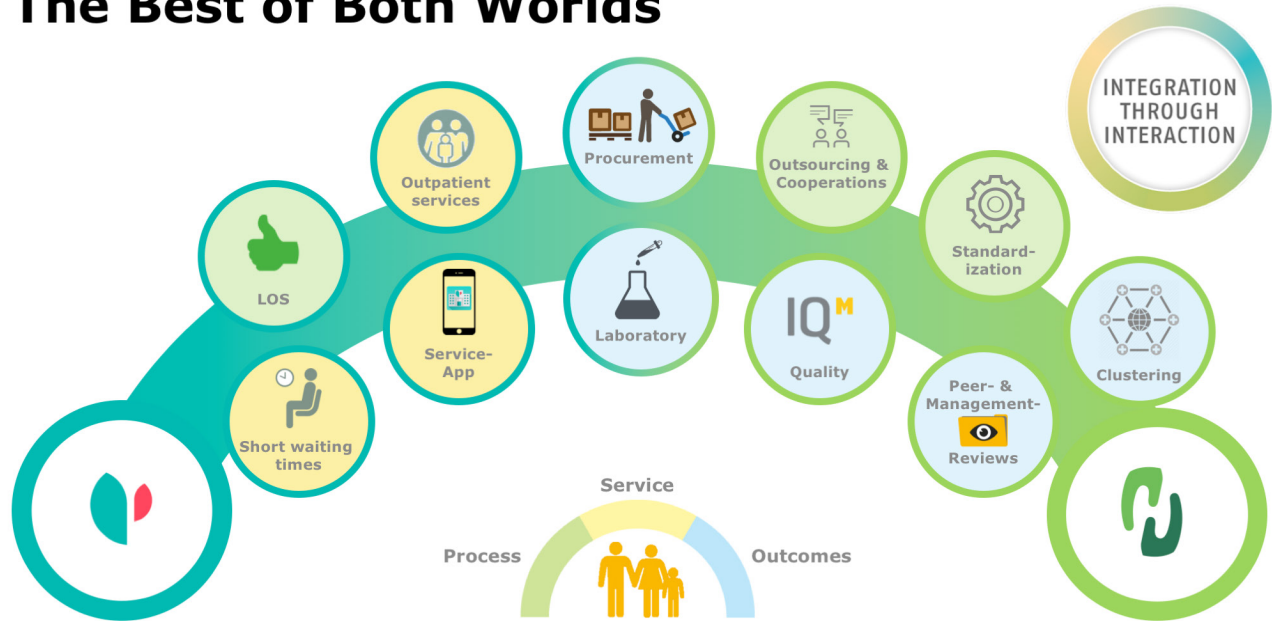 The Best of Both Worlds
INTEGRATION
THROUGH
INTERACTION
Procurement
Outpatient
services
Outsourcing &
Cooperations
Standard-
ization
LOS
Service-
App
Laboratory
IQM
Quality
Clustering
Short waiting
times
Peer- &
Management-
Reviews
Service
Process
Outcomes